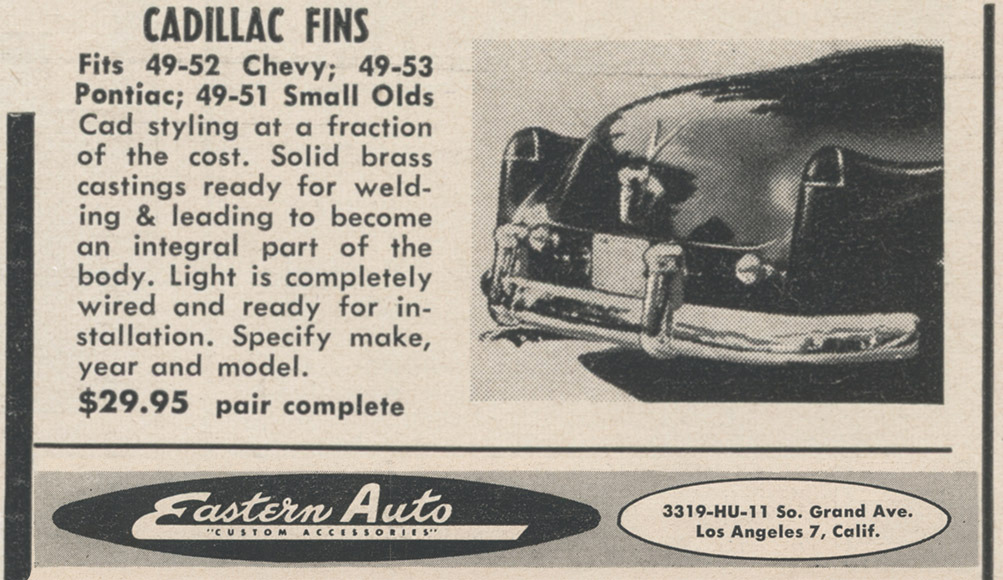 CADILLAC FINS
Fits 49-52 Chevy; 49-53
Pontiac; 49-51 Small Olds
Cad styling at a fraction
of the cost. Solid brass
castings ready for weld-
ing & leading to become
an integral part of the
body. Light is completely
wired and ready for in-
stallation. Specify make,
year and model.
$29.95 pair complete
Eastern Auto
"CUSTOM ACCESSORIES"
3319-HU-11 So. Grand Ave.
Los Angeles 7, Calif.